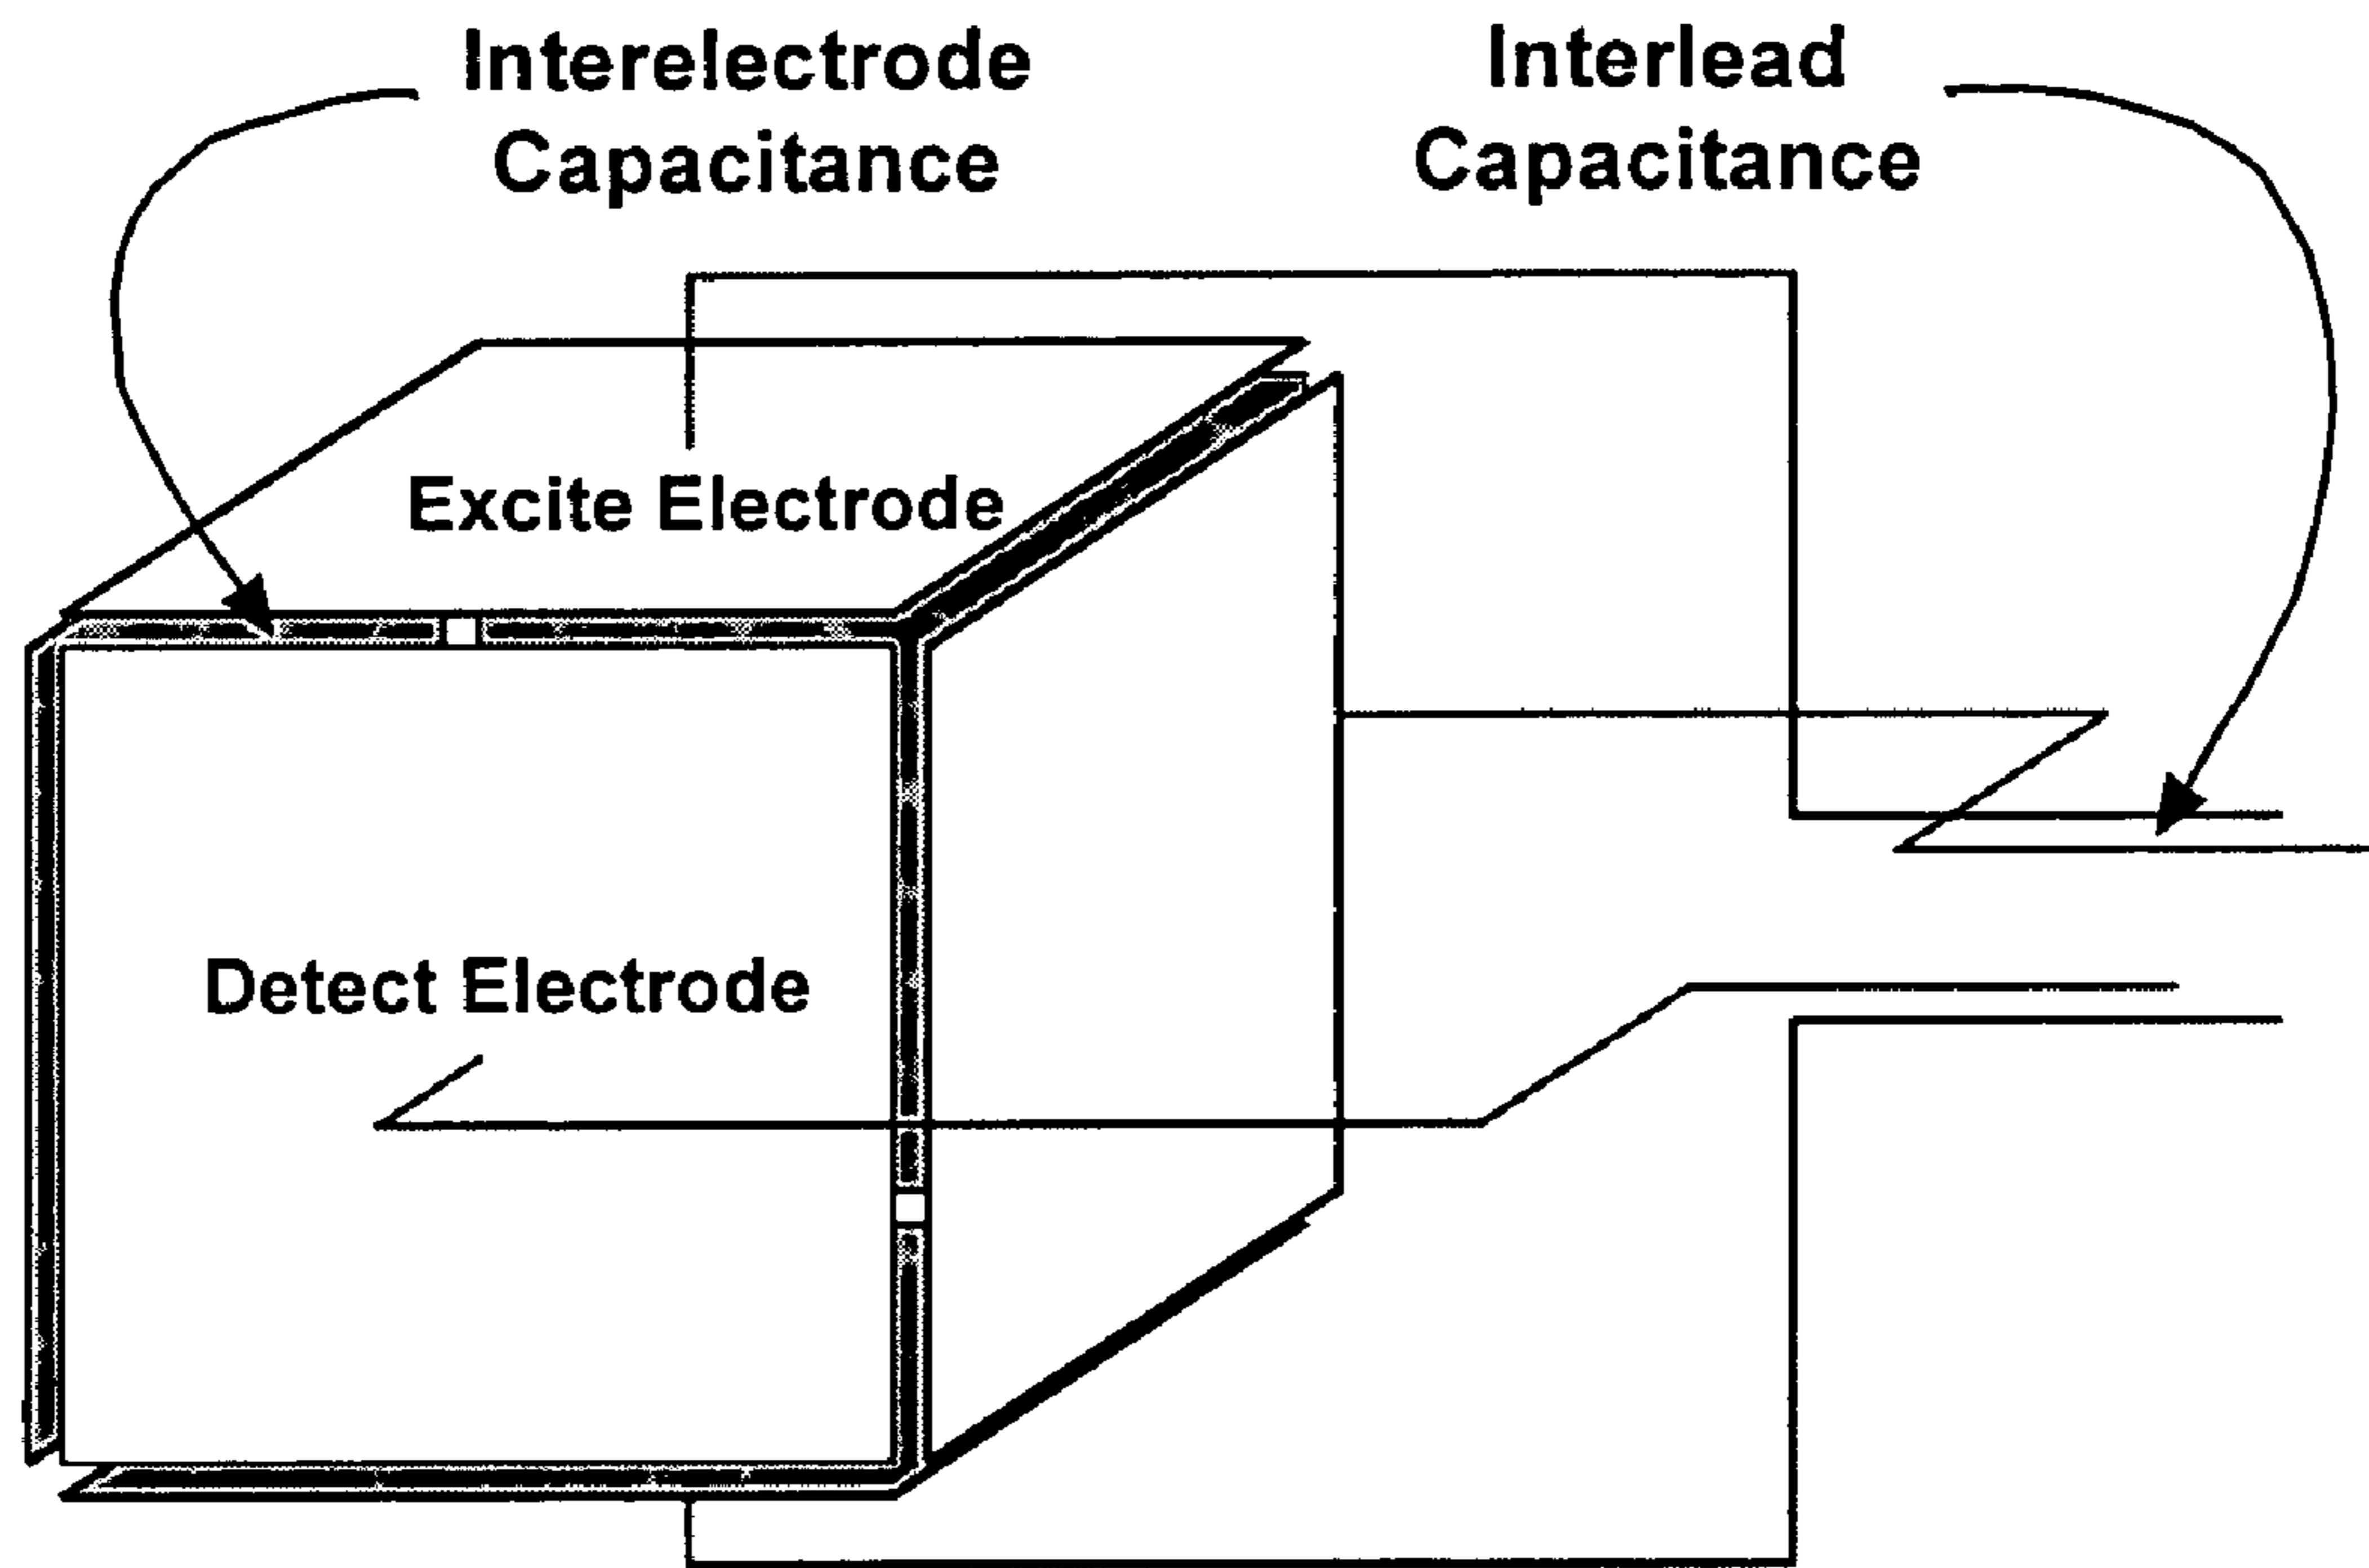 Interelectrode
Capacitance
Interlead
Capacitance
Excite Electrode
Detect Electrode